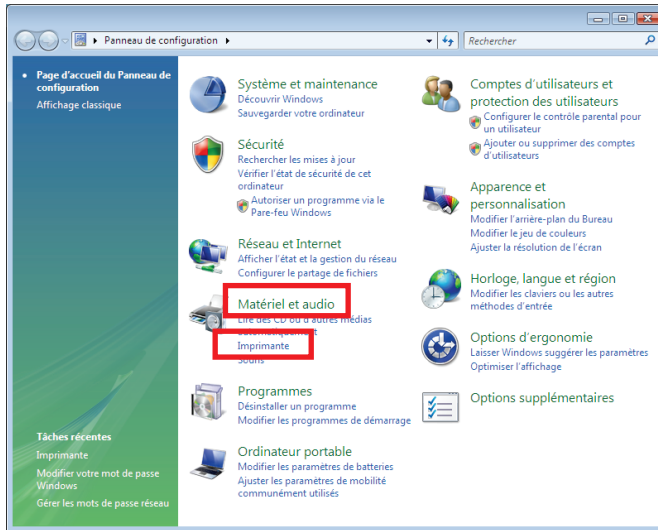 Panneau de configuration
Rechercher
Page d'accueil du Panneau de
configuration
Affichage classique
Système et maintenance
Découvrir Windows
Sauvegarder votre ordinateur
Sécurité
Rechercher les mises à jour
Vérifier l'état de sécurité de cet
ordinateur
Autoriser un programme via le
Pare-feu Windows
Réseau et Internet
Afficher l'état et la gestion du réseau
Configurer le partage de fichiers
Matériel et audio
Lire des CD ou d'autres médias
automatiquement
Imprimante
Souris
Programmes
Désinstaller un programme
Modifier les programmes de démarrage
Ordinateur portable
Modifier les paramètres de batteries
Ajuster les paramètres de mobilité
communément utilisés
Comptes d'utilisateurs et
protection des utilisateurs
Configurer le contrôle parental pour
un utilisateur
Ajouter ou supprimer des comptes
d'utilisateurs
Apparence et
personnalisation
Modifier l'arrière-plan du Bureau
Modifier le jeu de couleurs
Ajuster la résolution de l'écran
Horloge, langue et région
Modifier les claviers ou les autres
méthodes d'entrée
Options d'ergonomie
Laisser Windows suggérer les paramètres
Optimiser l'affichage
Options supplémentaires
Tâches récentes
Imprimante
Modifier votre mot de passe
Windows
Gérer les mots de passe réseau